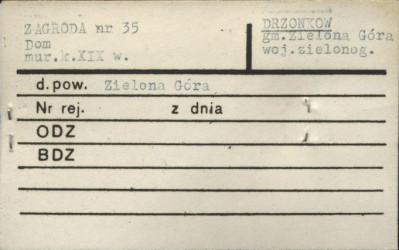 ZAGRODA nr 35
Dom
mur.k.XIX w.
DRZONKÓW
gm.Zielona Góra
woj.zielonog.
d.pow. Zielona Góra
Nr rej. z dnia
ODZ
BDZ